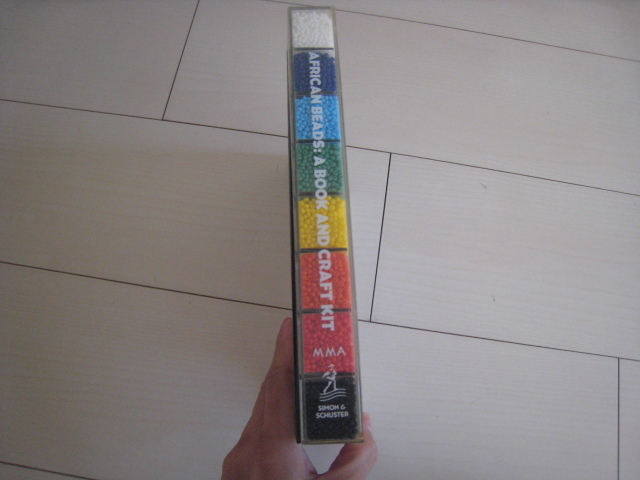 AFRICAN BEADS: A BOOK AND CRAFT KIT
MMA
SIMON &
SCHUSTER